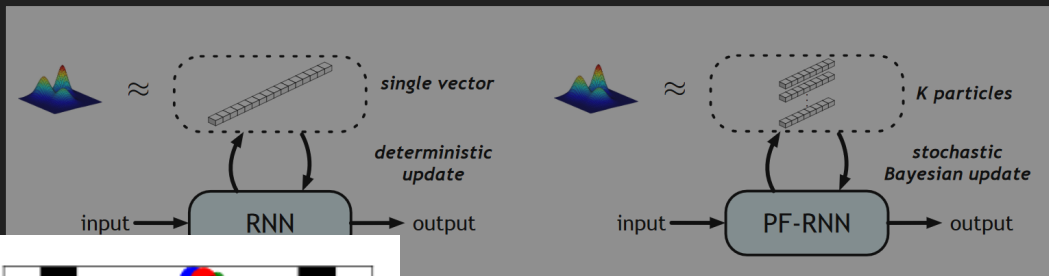 ≈
single vector
deterministic
update
input
RNN
output
≈
K particles
stochastic
Bayesian update
input
PF-RNN
output